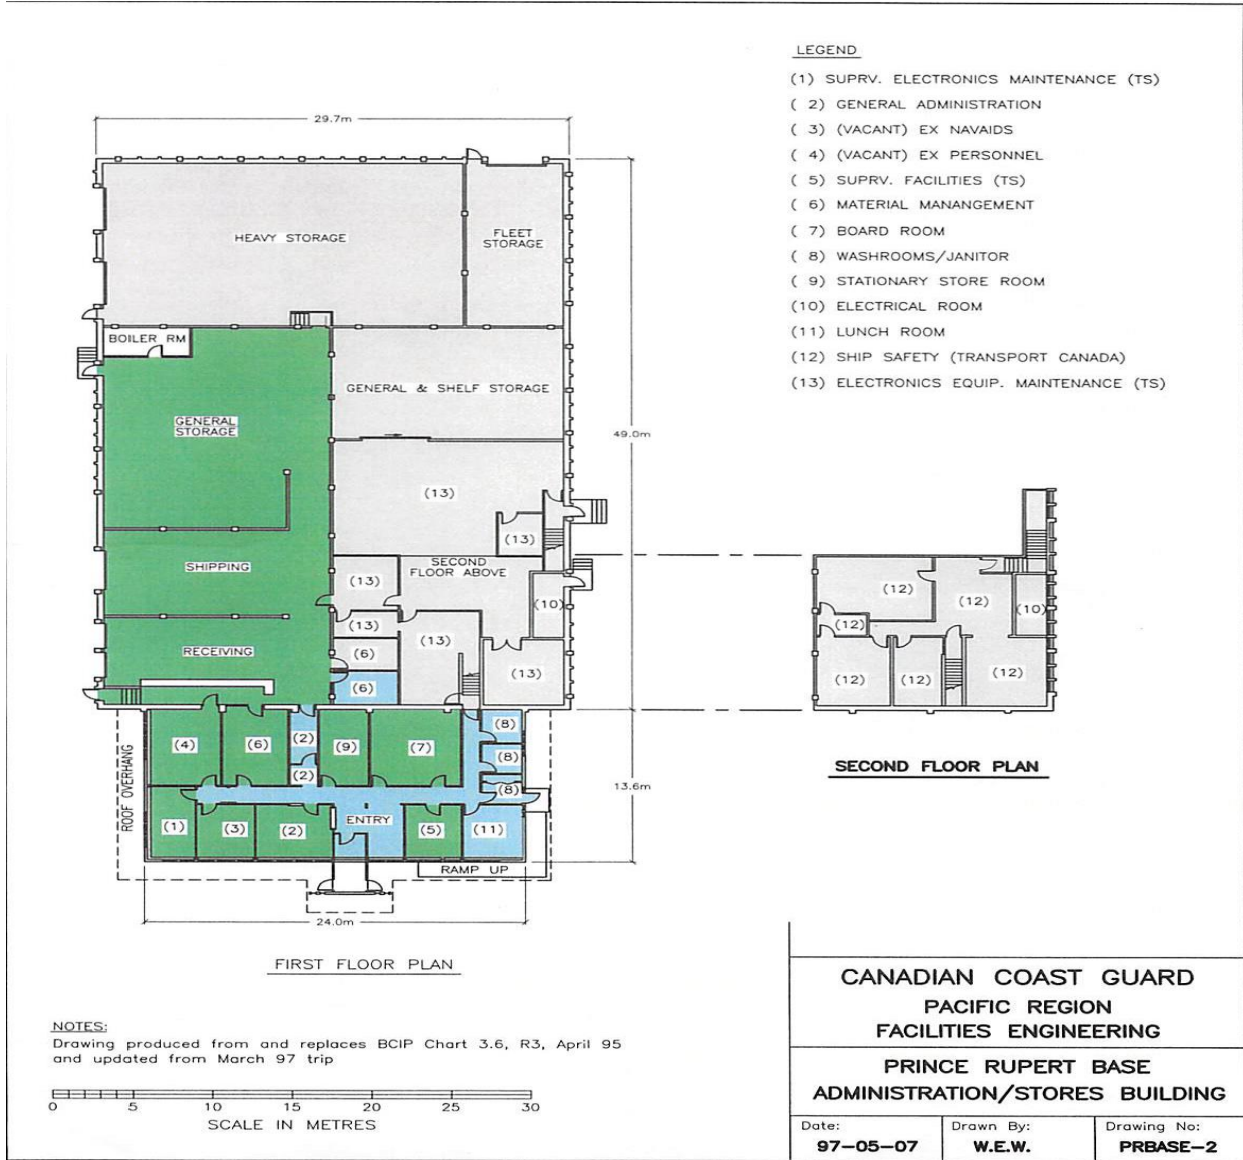 LEGEND
(1) SUPRV. ELECTRONICS MAINTENANCE (TS)
( 2) GENERAL ADMINISTRATION
( 3) (VACANT) EX NAVAIDS
( 4) (VACANT) EX PERSONNEL
( 5) SUPRV. FACILITIES (TS)
( 6) MATERIAL MANANGEMENT
( 7) BOARD ROOM
( 8) WASHROOMS/JANITOR
( 9) STATIONARY STORE ROOM
(10) ELECTRICAL ROOM
(11) LUNCH ROOM
(12) SHIP SAFETY (TRANSPORT CANADA)
(13) ELECTRONICS EQUIP. MAINTENANCE (TS)
29.7m
HEAVY STORAGE
FLEET
STORAGE
BOILER RM
GENERAL & SHELF STORAGE
GENERAL
STORAGE
49.0m
(13)
(13)
SHIPPING
SECOND
FLOOR ABOVE
(13)
(10)
(13)
(13)
RECEIVING
(6)
(13)
(6)
(4)
(6)
(2)
(9)
(7)
(8)
(8)
(2)
(8)
13.6m
ROOF OVERHANG
(1)
(3)
(2)
ENTRY
(5)
(11)
RAMP UP
24.0m
FIRST FLOOR PLAN
(12)
(12)
(10)
(12)
(12)
(12)
(12)
SECOND FLOOR PLAN
NOTES:
Drawing produced from and replaces BCIP Chart 3.6, R3, April 95
and updated from March 97 trip
0 5 10 15 20 25 30
SCALE IN METRES
CANADIAN COAST GUARD
PACIFIC REGION
FACILITIES ENGINEERING
PRINCE RUPERT BASE
ADMINISTRATION/STORES BUILDING
Date:
97-05-07
Drawn By:
W.E.W.
Drawing No:
PRBASE-2